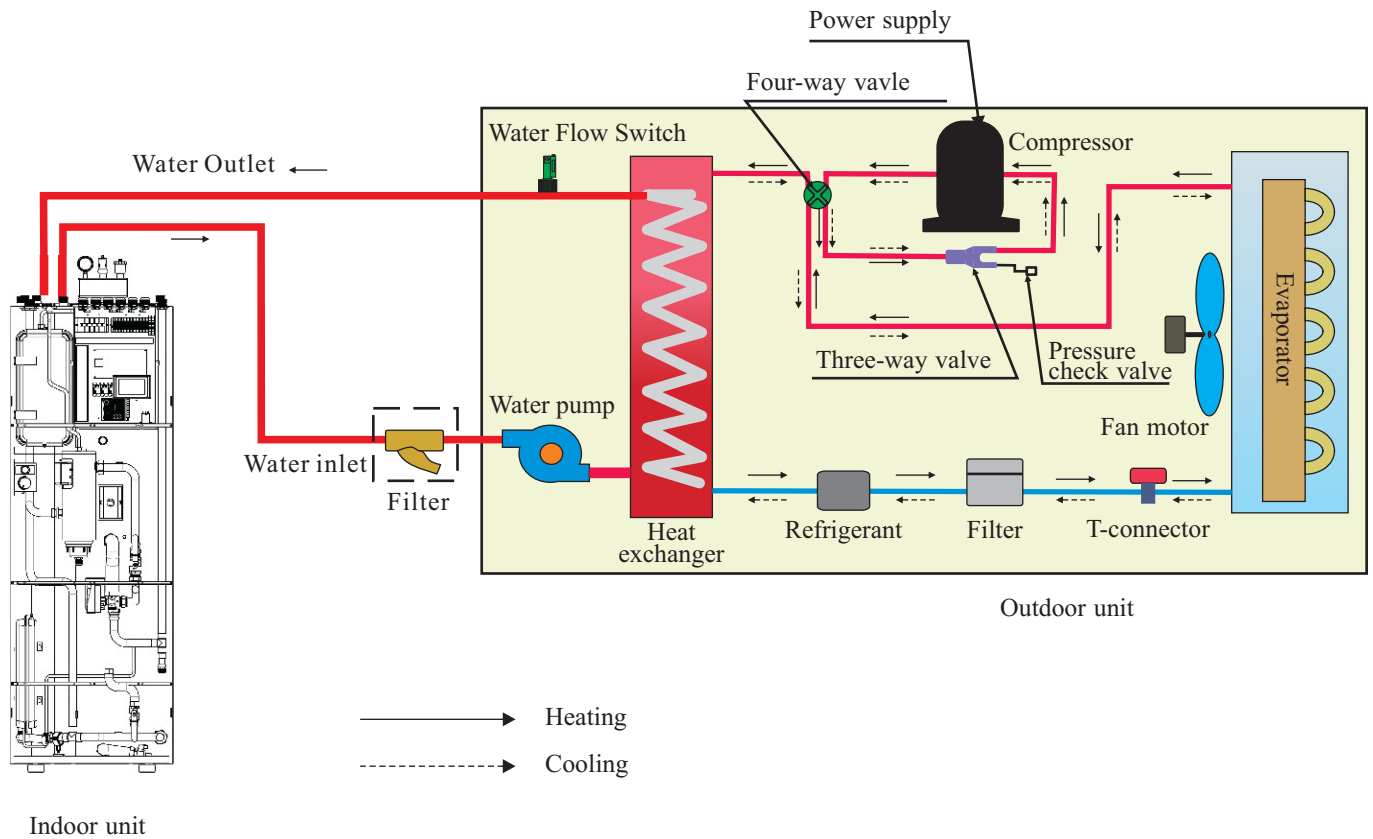 Power supply
Four-way vavle
Water Flow Switch
Compressor
Water Outlet
Evaporator
Three-way valve
Pressure
check valve
Fan motor
Water pump
Water inlet
Filter
Heat
exchanger
Refrigerant
Filter
T-connector
Outdoor unit
Heating
Cooling
Indoor unit